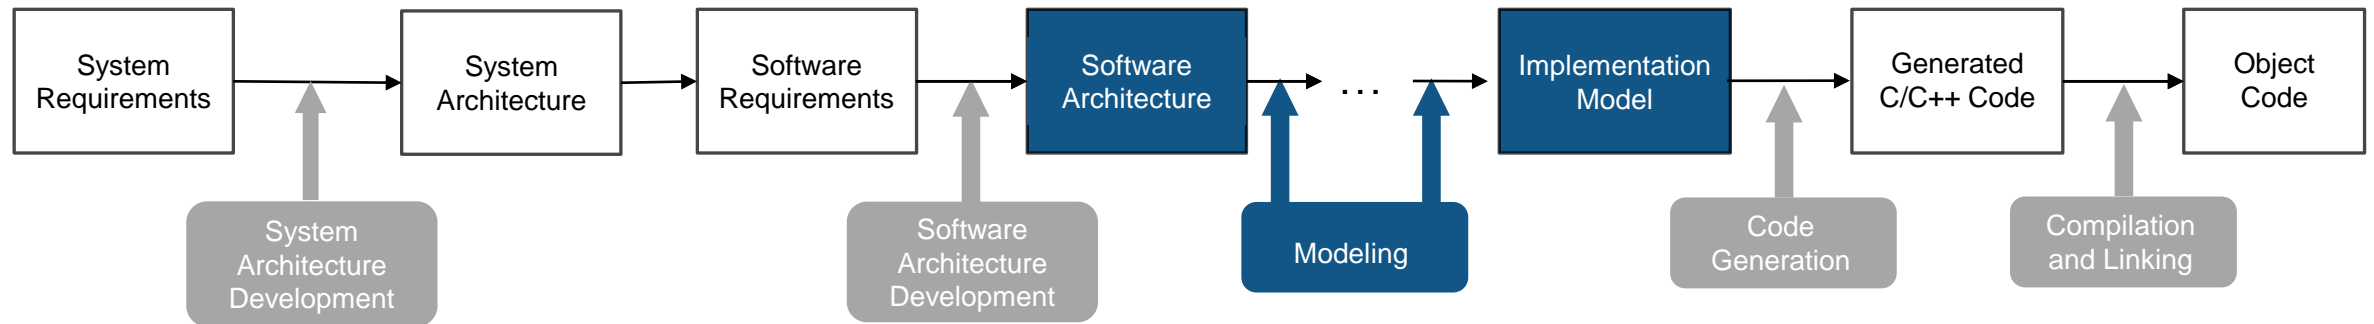 System
Requirements
System
Architecture
Software
Requirements
Software
Architecture
...
Implementation
Model
Generated
C/C++ Code
Object
Code
System
Architecture
Development
Software
Architecture
Development
Modeling
Code
Generation
Compilation
and Linking